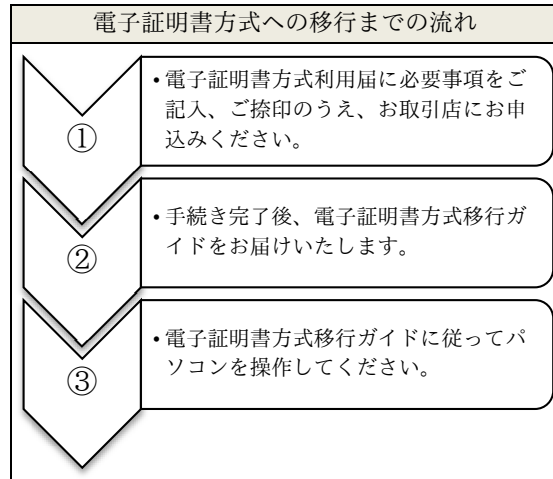 電子証明書方式への移行までの流れ
①
・電子証明書方式利用届に必要事項をご
記入、ご捺印のうえ、お取引店にお申
込みください。
②
・手続き完了後、電子証明書方式移行ガ
イドをお届けいたします。
③
・電子証明書方式移行ガイドに従ってパ
ソコンを操作してください。